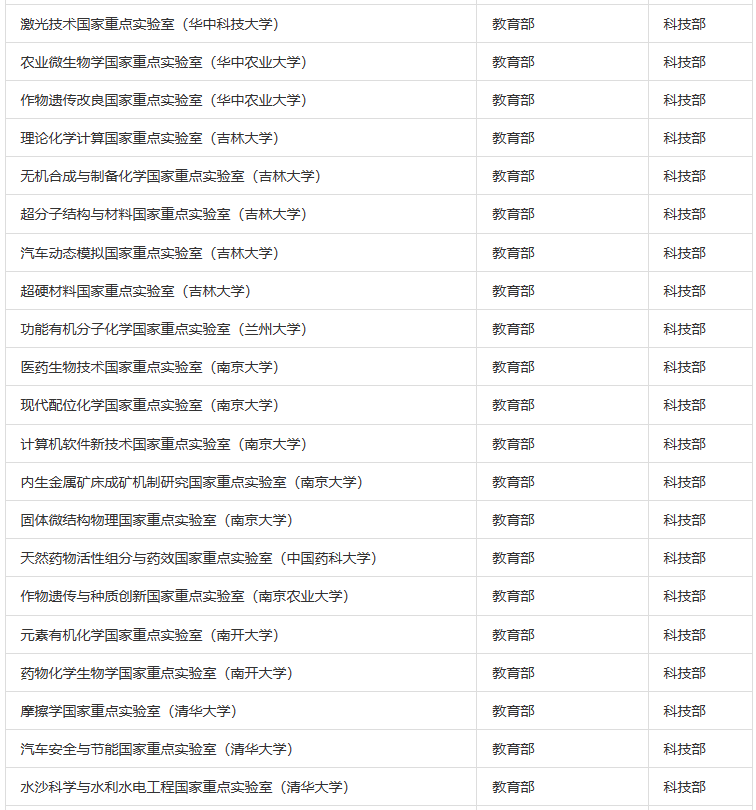 激光技术国家重点实验室（华中科技大学） 教育部 科技部
农业微生物学国家重点实验室（华中农业大学） 教育部 科技部
作物遗传改良国家重点实验室（华中农业大学） 教育部 科技部
理论化学计算国家重点实验室（吉林大学） 教育部 科技部
无机合成与制备化学国家重点实验室（吉林大学） 教育部 科技部
超分子结构与材料国家重点实验室（吉林大学） 教育部 科技部
汽车动态模拟国家重点实验室（吉林大学） 教育部 科技部
超硬材料国家重点实验室（吉林大学） 教育部 科技部
功能有机分子化学国家重点实验室（兰州大学） 教育部 科技部
医药生物技术国家重点实验室（南京大学） 教育部 科技部
现代配位化学国家重点实验室（南京大学） 教育部 科技部
计算机软件新技术国家重点实验室（南京大学） 教育部 科技部
内生金属矿床成矿机制研究国家重点实验室（南京大学） 教育部 科技部
固体微结构物理国家重点实验室（南京大学） 教育部 科技部
天然药物活性组分与药效国家重点实验室（中国药科大学） 教育部 科技部
作物遗传与种质创新国家重点实验室（南京农业大学） 教育部 科技部
元素有机化学国家重点实验室（南开大学） 教育部 科技部
药物化学生物学国家重点实验室（南开大学） 教育部 科技部
摩擦学国家重点实验室（清华大学） 教育部 科技部
汽车安全与节能国家重点实验室（清华大学） 教育部 科技部
水沙科学与水利水电工程国家重点实验室（清华大学） 教育部 科技部